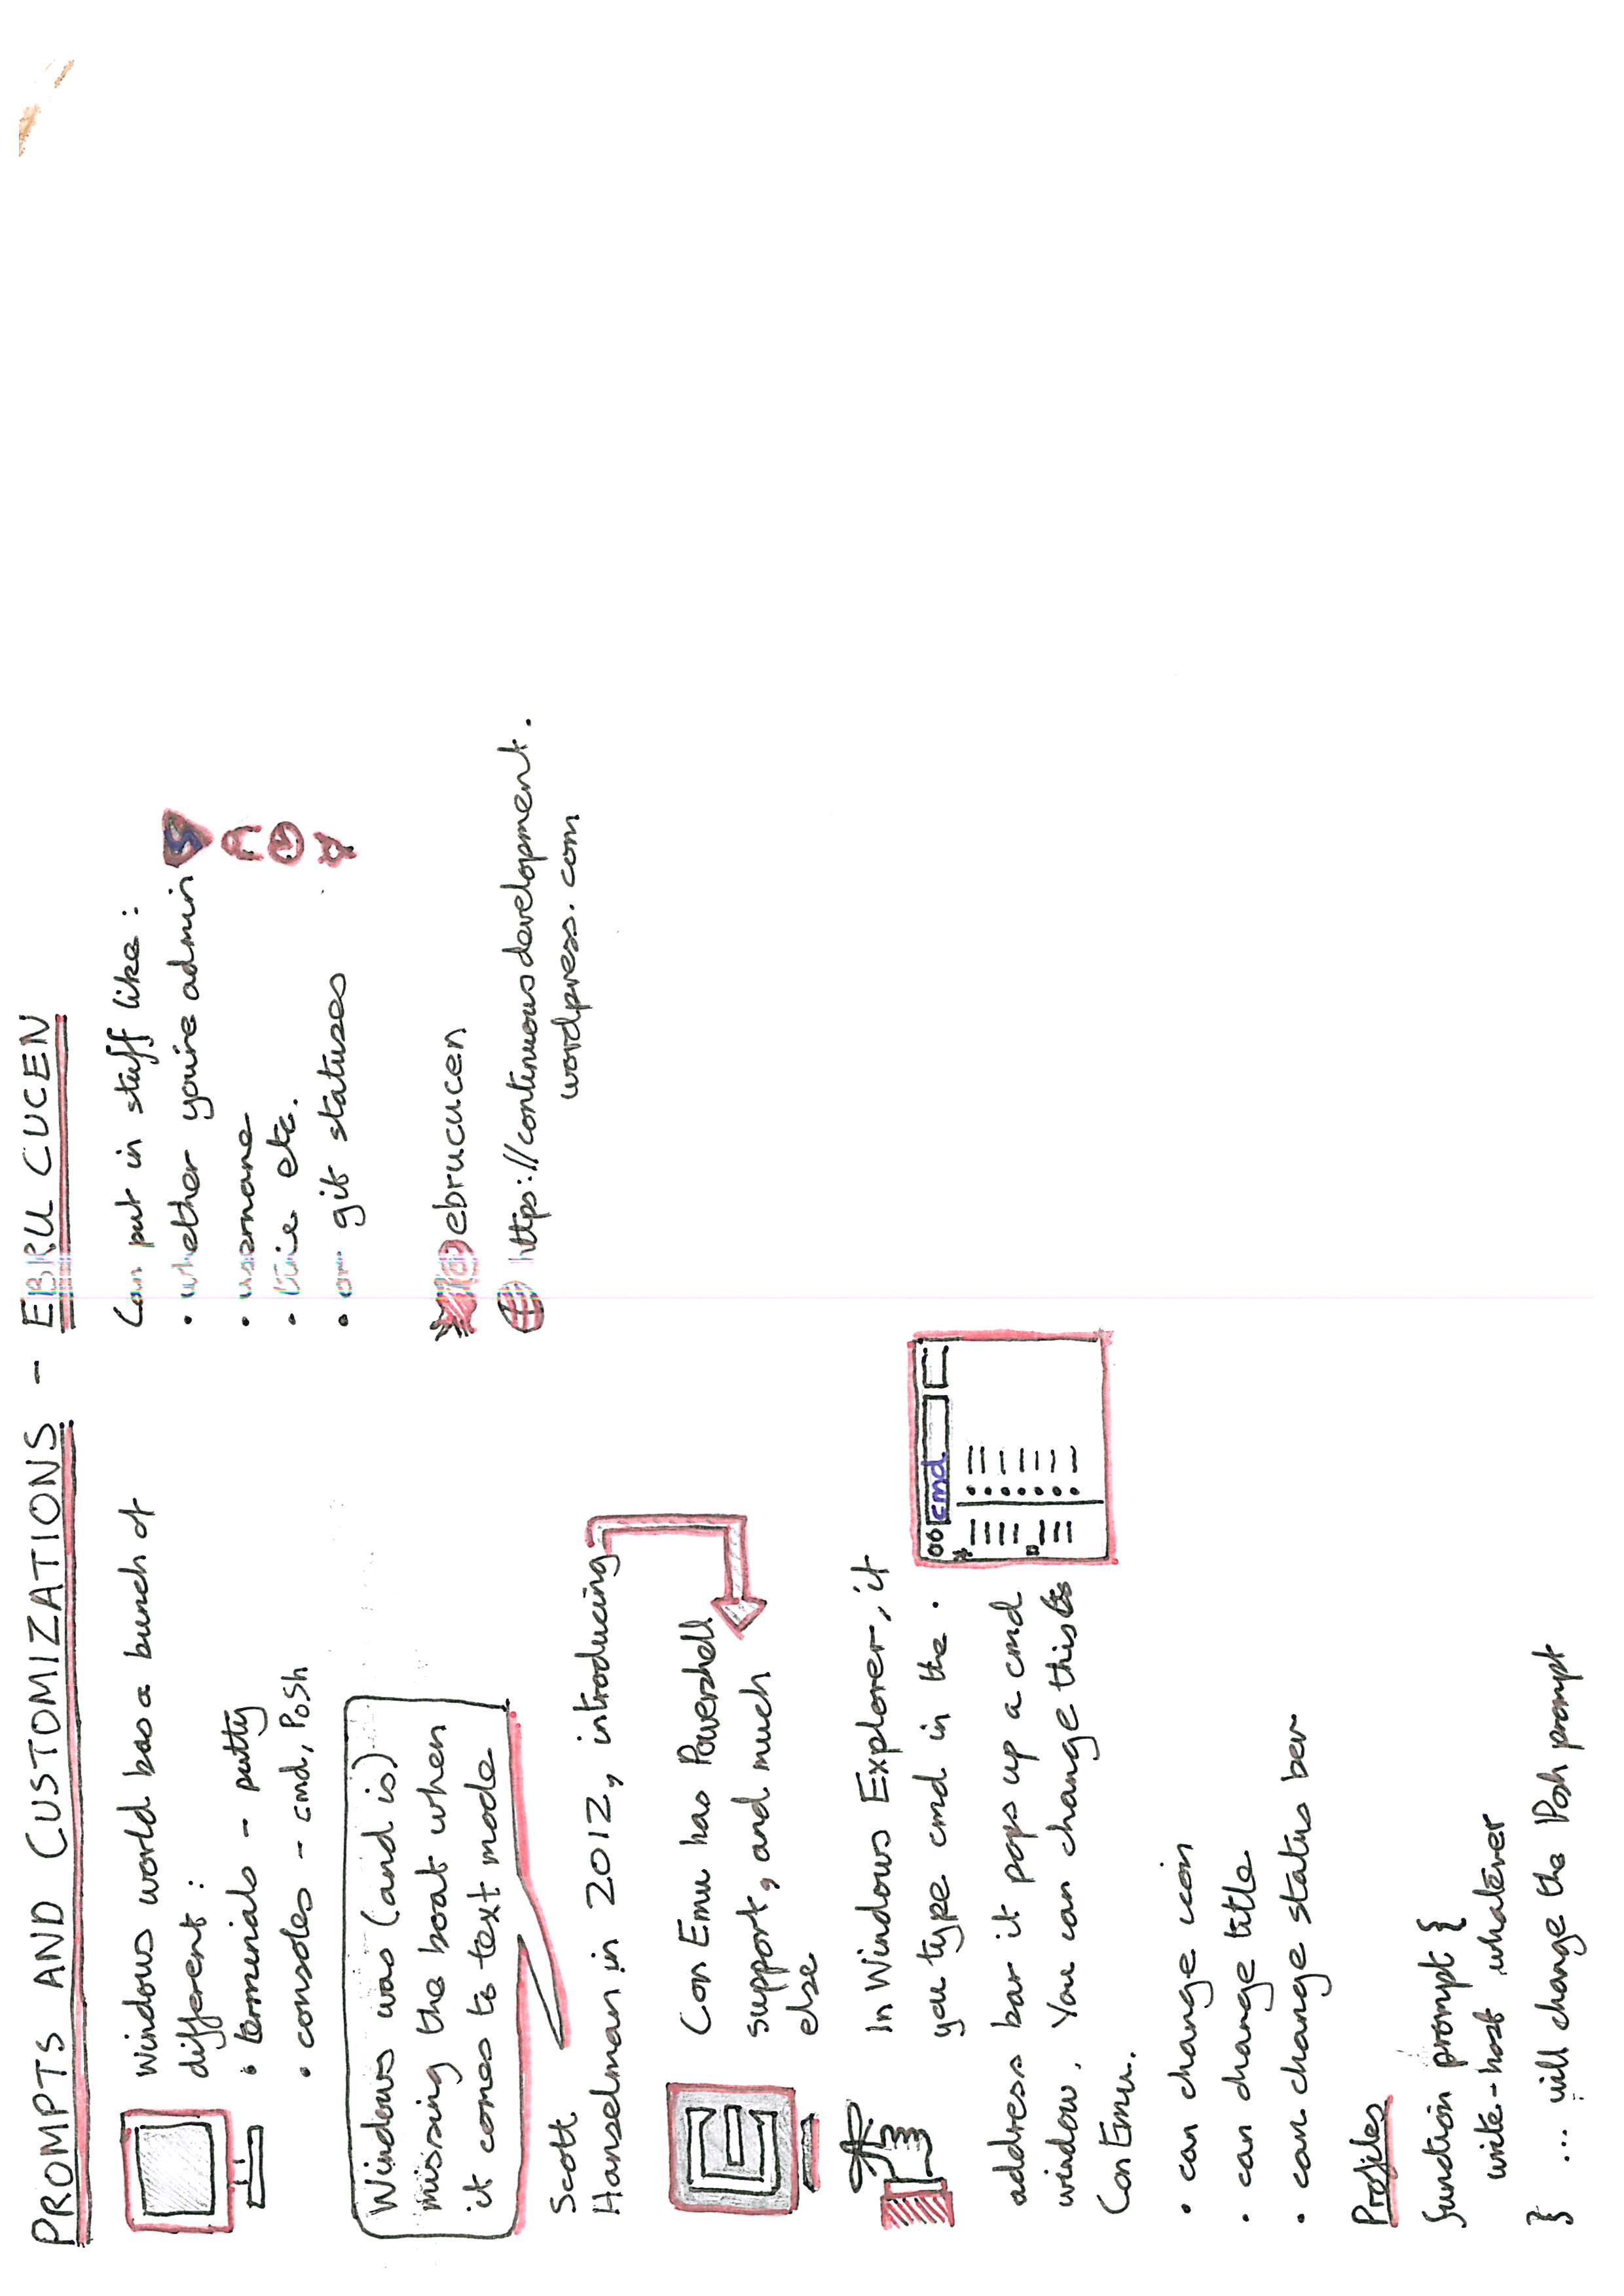 PROMPTS AND CUSTOMIZATIONS - EBRU CUCEN
Windows world has a bunch of
different :
• terminals - putty
• consoles - cmd, PoSh
Windows was (and is)
missing the boat when
it comes to text mode
Scott
Hanselman in 2012, introducing
Con Emu has Powershell
support, and much
else
In Windows Explorer, if
you type cmd in the
cmd
address bar it pops up a cmd
window. You can change this to
ConEmu.
• can change icon
• can change title
• can change status bar
Profiles
function prompt {
write-host whatever
} ... will change the Posh prompt
Can put in stuff like :
• whether you're admin S
• username
• time etc.
• or git statuses
@ebrucucen
https://continuousdevelopment.
wordpress.com